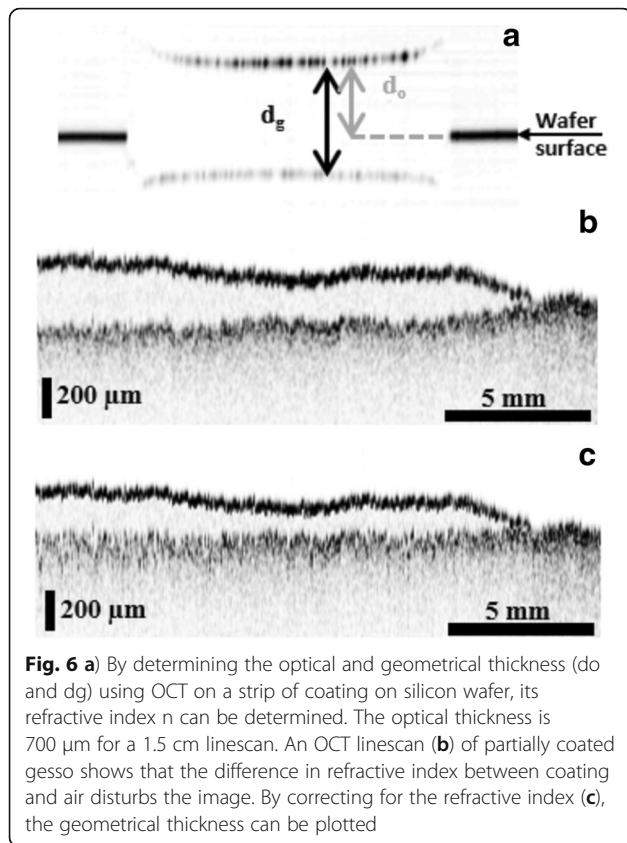 a
d₀
d_g
Wafer
surface
b
200 μm
5 mm
c
200 μm
5 mm
Fig. 6 a) By determining the optical and geometrical thickness (do
and dg) using OCT on a strip of coating on silicon wafer, its
refractive index n can be determined. The optical thickness is
700 μm for a 1.5 cm linescan. An OCT linescan (b) of partially coated
gesso shows that the difference in refractive index between coating
and air disturbs the image. By correcting for the refractive index (c),
the geometrical thickness can be plotted